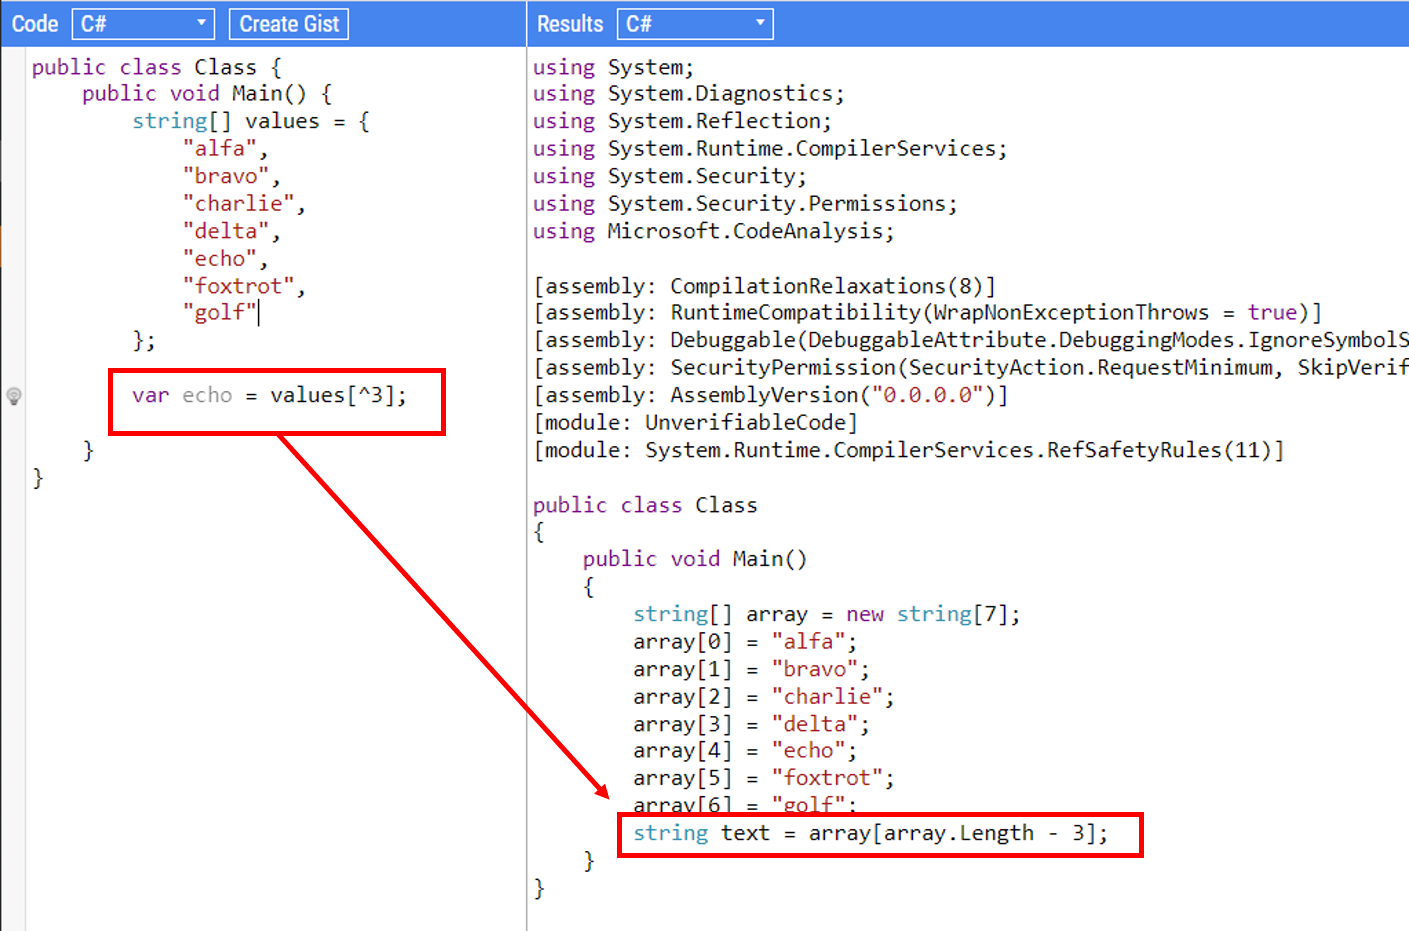 Code C# Create Gist
public class Class {
public void Main() {
string[] values = {
"alfa",
"bravo",
"charlie",
"delta",
"echo",
"foxtrot",
"golf"
};
var echo = values[^3];
}
}
Results C#
using System;
using System.Diagnostics;
using System.Reflection;
using System.Runtime.CompilerServices;
using System.Security;
using System.Security.Permissions;
using Microsoft.CodeAnalysis;
[assembly: CompilationRelaxations(8)]
[assembly: RuntimeCompatibility(WrapNonExceptionThrows = true)]
[assembly: Debuggable(DebuggableAttribute.DebuggingModes.IgnoreSymbolS
[assembly: SecurityPermission(SecurityAction.RequestMinimum, SkipVerif
[assembly: AssemblyVersion("0.0.0.0")]
[module: UnverifiableCode]
[module: System.Runtime.CompilerServices.RefSafetyRules(11)]
public class Class
{
public void Main()
{
string[] array = new string[7];
array[0] = "alfa";
array[1] = "bravo";
array[2] = "charlie";
array[3] = "delta";
array[4] = "echo";
array[5] = "foxtrot";
array[6] = "golf";
string text = array[array.Length - 3];
}
}